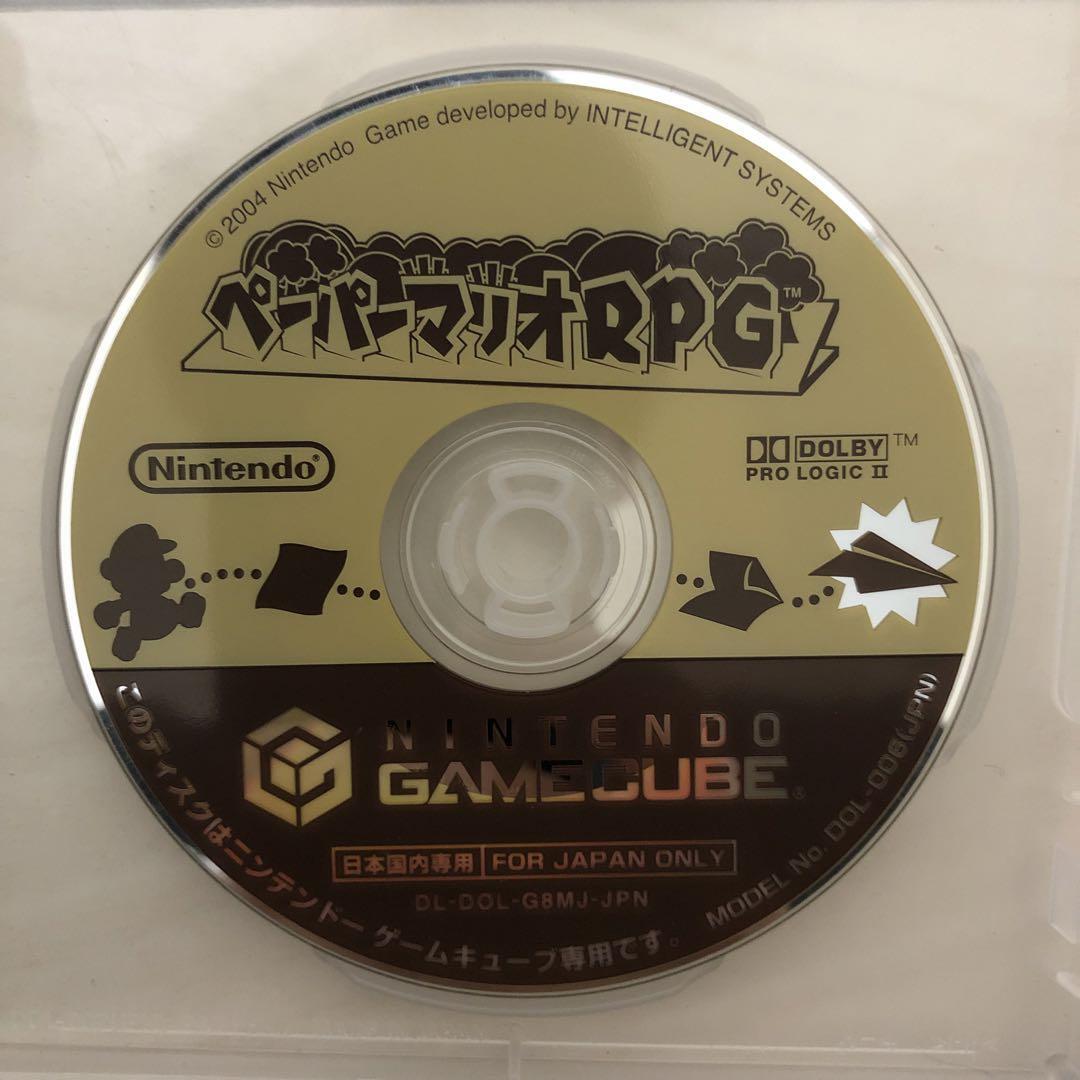 © 2004 Nintendo Game developed by INTELLIGENT SYSTEMS
ペーパーマリオRPG™
Nintendo®
DOLBY™
PRO LOGIC II
NINTENDO
GAMECUBE®
日本国内専用 FOR JAPAN ONLY
DL-DOL-G8MJ-JPN
このディスクはニンテンドーゲームキューブ専用です。
MODEL No. DOL-006(JPN)